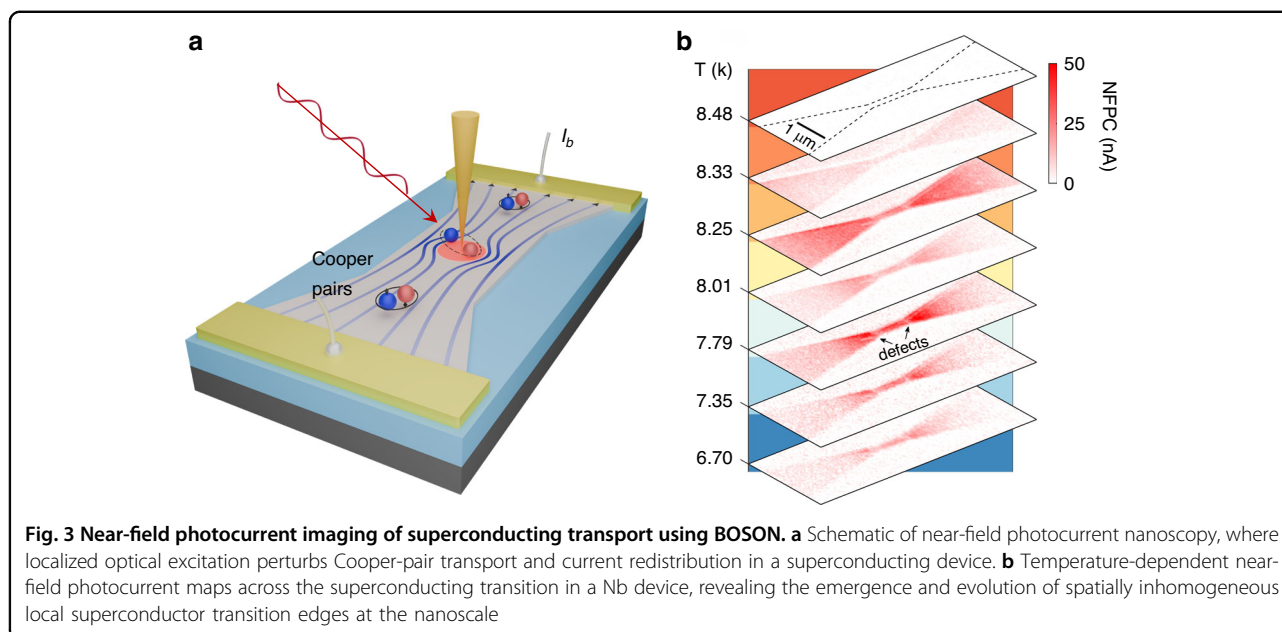 a
I_b
Cooper
pairs
b
T (k)
8.48
8.33
8.25
8.01
7.79
7.35
6.70
1 μm
defects
50
25
0
NFPC (nA)
Fig. 3 Near-field photocurrent imaging of superconducting transport using BOSON. a Schematic of near-field photocurrent nanoscopy, where
localized optical excitation perturbs Cooper-pair transport and current redistribution in a superconducting device. b Temperature-dependent near-
field photocurrent maps across the superconducting transition in a Nb device, revealing the emergence and evolution of spatially inhomogeneous
local superconductor transition edges at the nanoscale